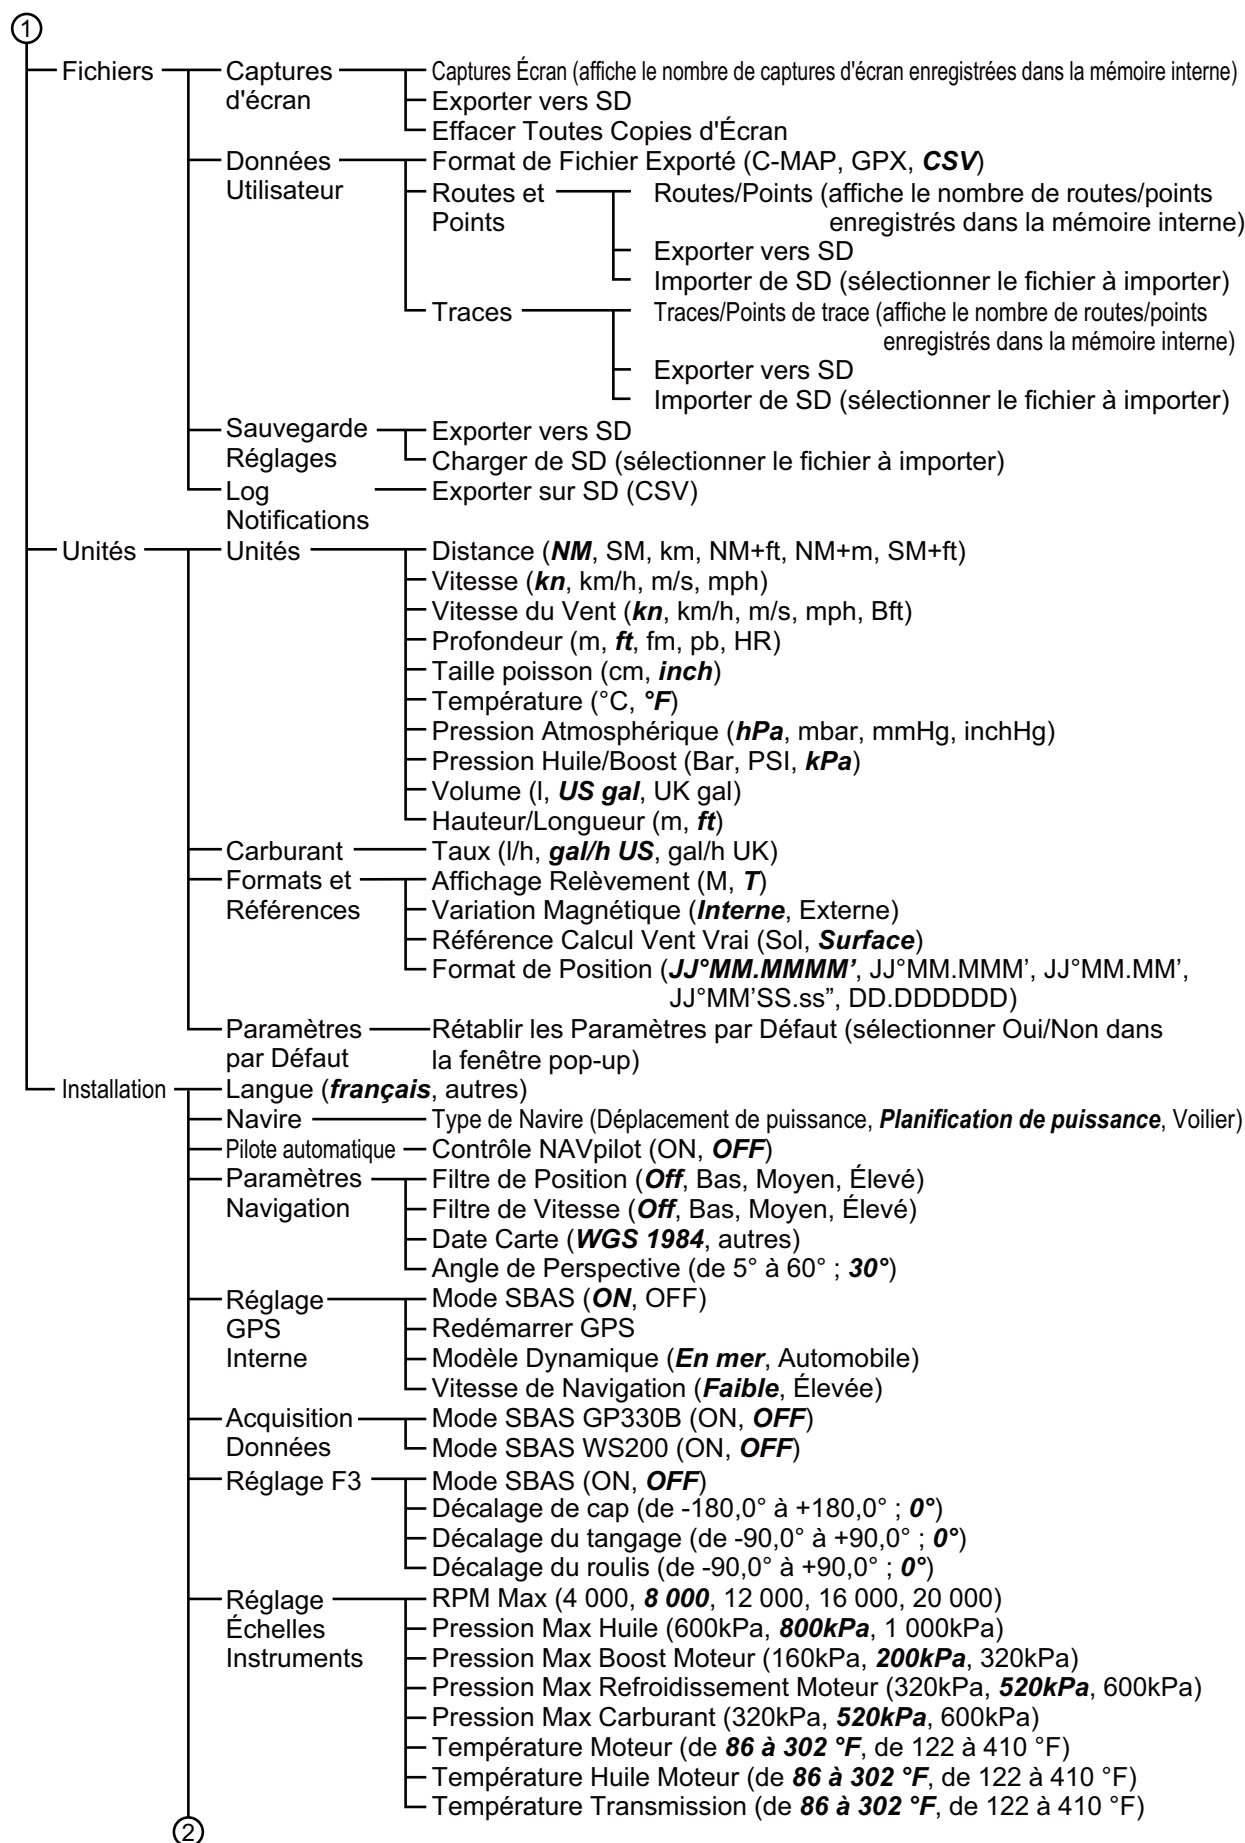 1
Fichiers
Captures
d'écran
Captures Écran (affiche le nombre de captures d'écran enregistrées dans la mémoire interne)
Exporter vers SD
Effacer Toutes Copies d'Écran
Données
Utilisateur
Format de Fichier Exporté (C-MAP, GPX, CSV)
Routes et
Points
Routes/Points (affiche le nombre de routes/points
enregistrés dans la mémoire interne)
Exporter vers SD
Importer de SD (sélectionner le fichier à importer)
Traces
Traces/Points de trace (affiche le nombre de routes/points
enregistrés dans la mémoire interne)
Exporter vers SD
Importer de SD (sélectionner le fichier à importer)
Sauvegarde
Réglages
Exporter vers SD
Charger de SD (sélectionner le fichier à importer)
Log
Notifications
Exporter sur SD (CSV)
Unités
Unités
Distance (NM, SM, km, NM+ft, NM+m, SM+ft)
Vitesse (kn, km/h, m/s, mph)
Vitesse du Vent (kn, km/h, m/s, mph, Bft)
Profondeur (m, ft, fm, pb, HR)
Taille poisson (cm, inch)
Température (°C, °F)
Pression Atmosphérique (hPa, mbar, mmHg, inchHg)
Pression Huile/Boost (Bar, PSI, kPa)
Volume (l, US gal, UK gal)
Hauteur/Longueur (m, ft)
Carburant
Taux (l/h, gal/h US, gal/h UK)
Formats et
Références
Affichage Relèvement (M, T)
Variation Magnétique (Interne, Externe)
Référence Calcul Vent Vrai (Sol, Surface)
Format de Position (JJ°MM.MMMM’, JJ°MM.MMM’, JJ°MM.MM’,
JJ°MM’SS.ss”, DD.DDDDDD)
Paramètres
par Défaut
Rétablir les Paramètres par Défaut (sélectionner Oui/Non dans
la fenêtre pop-up)
Installation
Langue (français, autres)
Navire
Type de Navire (Déplacement de puissance, Planification de puissance, Voilier)
Pilote automatique
Contrôle NAVpilot (ON, OFF)
Paramètres
Navigation
Filtre de Position (Off, Bas, Moyen, Élevé)
Filtre de Vitesse (Off, Bas, Moyen, Élevé)
Date Carte (WGS 1984, autres)
Angle de Perspective (de 5° à 60° ; 30°)
Réglage
GPS
Interne
Mode SBAS (ON, OFF)
Redémarrer GPS
Modèle Dynamique (En mer, Automobile)
Vitesse de Navigation (Faible, Élevée)
Acquisition
Données
Mode SBAS GP330B (ON, OFF)
Mode SBAS WS200 (ON, OFF)
Réglage F3
Mode SBAS (ON, OFF)
Décalage de cap (de -180,0° à +180,0° ; 0°)
Décalage du tangage (de -90,0° à +90,0° ; 0°)
Décalage du roulis (de -90,0° à +90,0° ; 0°)
Réglage
Échelles
Instruments
RPM Max (4 000, 8 000, 12 000, 16 000, 20 000)
Pression Max Huile (600kPa, 800kPa, 1 000kPa)
Pression Max Boost Moteur (160kPa, 200kPa, 320kPa)
Pression Max Refroidissement Moteur (320kPa, 520kPa, 600kPa)
Pression Max Carburant (320kPa, 520kPa, 600kPa)
Température Moteur (de 86 à 302 °F, de 122 à 410 °F)
Température Huile Moteur (de 86 à 302 °F, de 122 à 410 °F)
Température Transmission (de 86 à 302 °F, de 122 à 410 °F)
2